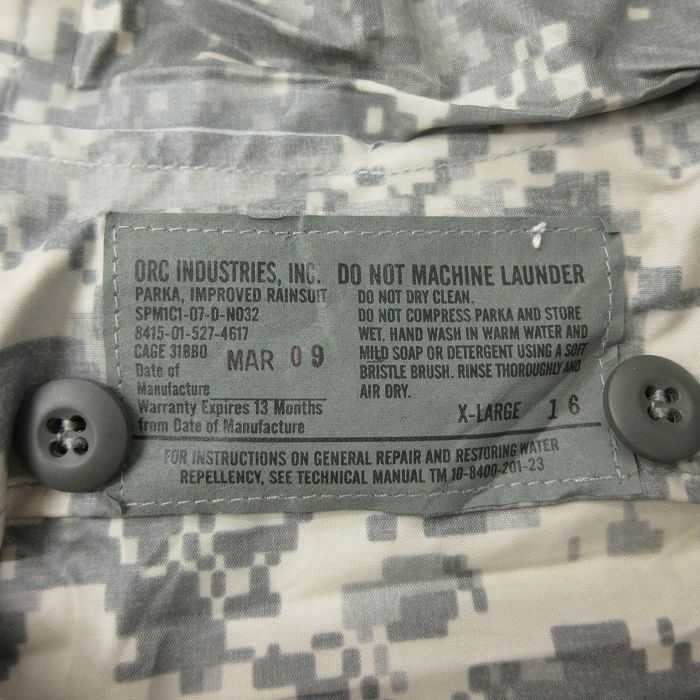 ORC INDUSTRIES, INC.
PARKA, IMPROVED RAINSUIT
SPM1C1-07-D-N032
8415-01-527-4617
CAGE 31BB0
Date of
Manufacture MAR 09
Warranty Expires 13 Months
from Date of Manufacture
DO NOT MACHINE LAUNDER
DO NOT DRY CLEAN.
DO NOT COMPRESS PARKA AND STORE
WET. HAND WASH IN WARM WATER AND
MILD SOAP OR DETERGENT USING A SOFT
BRISTLE BRUSH. RINSE THOROUGHLY AND
AIR DRY.
X-LARGE 16
FOR INSTRUCTIONS ON GENERAL REPAIR AND RESTORING WATER
REPELLENCY, SEE TECHNICAL MANUAL TM 10-8400-201-23